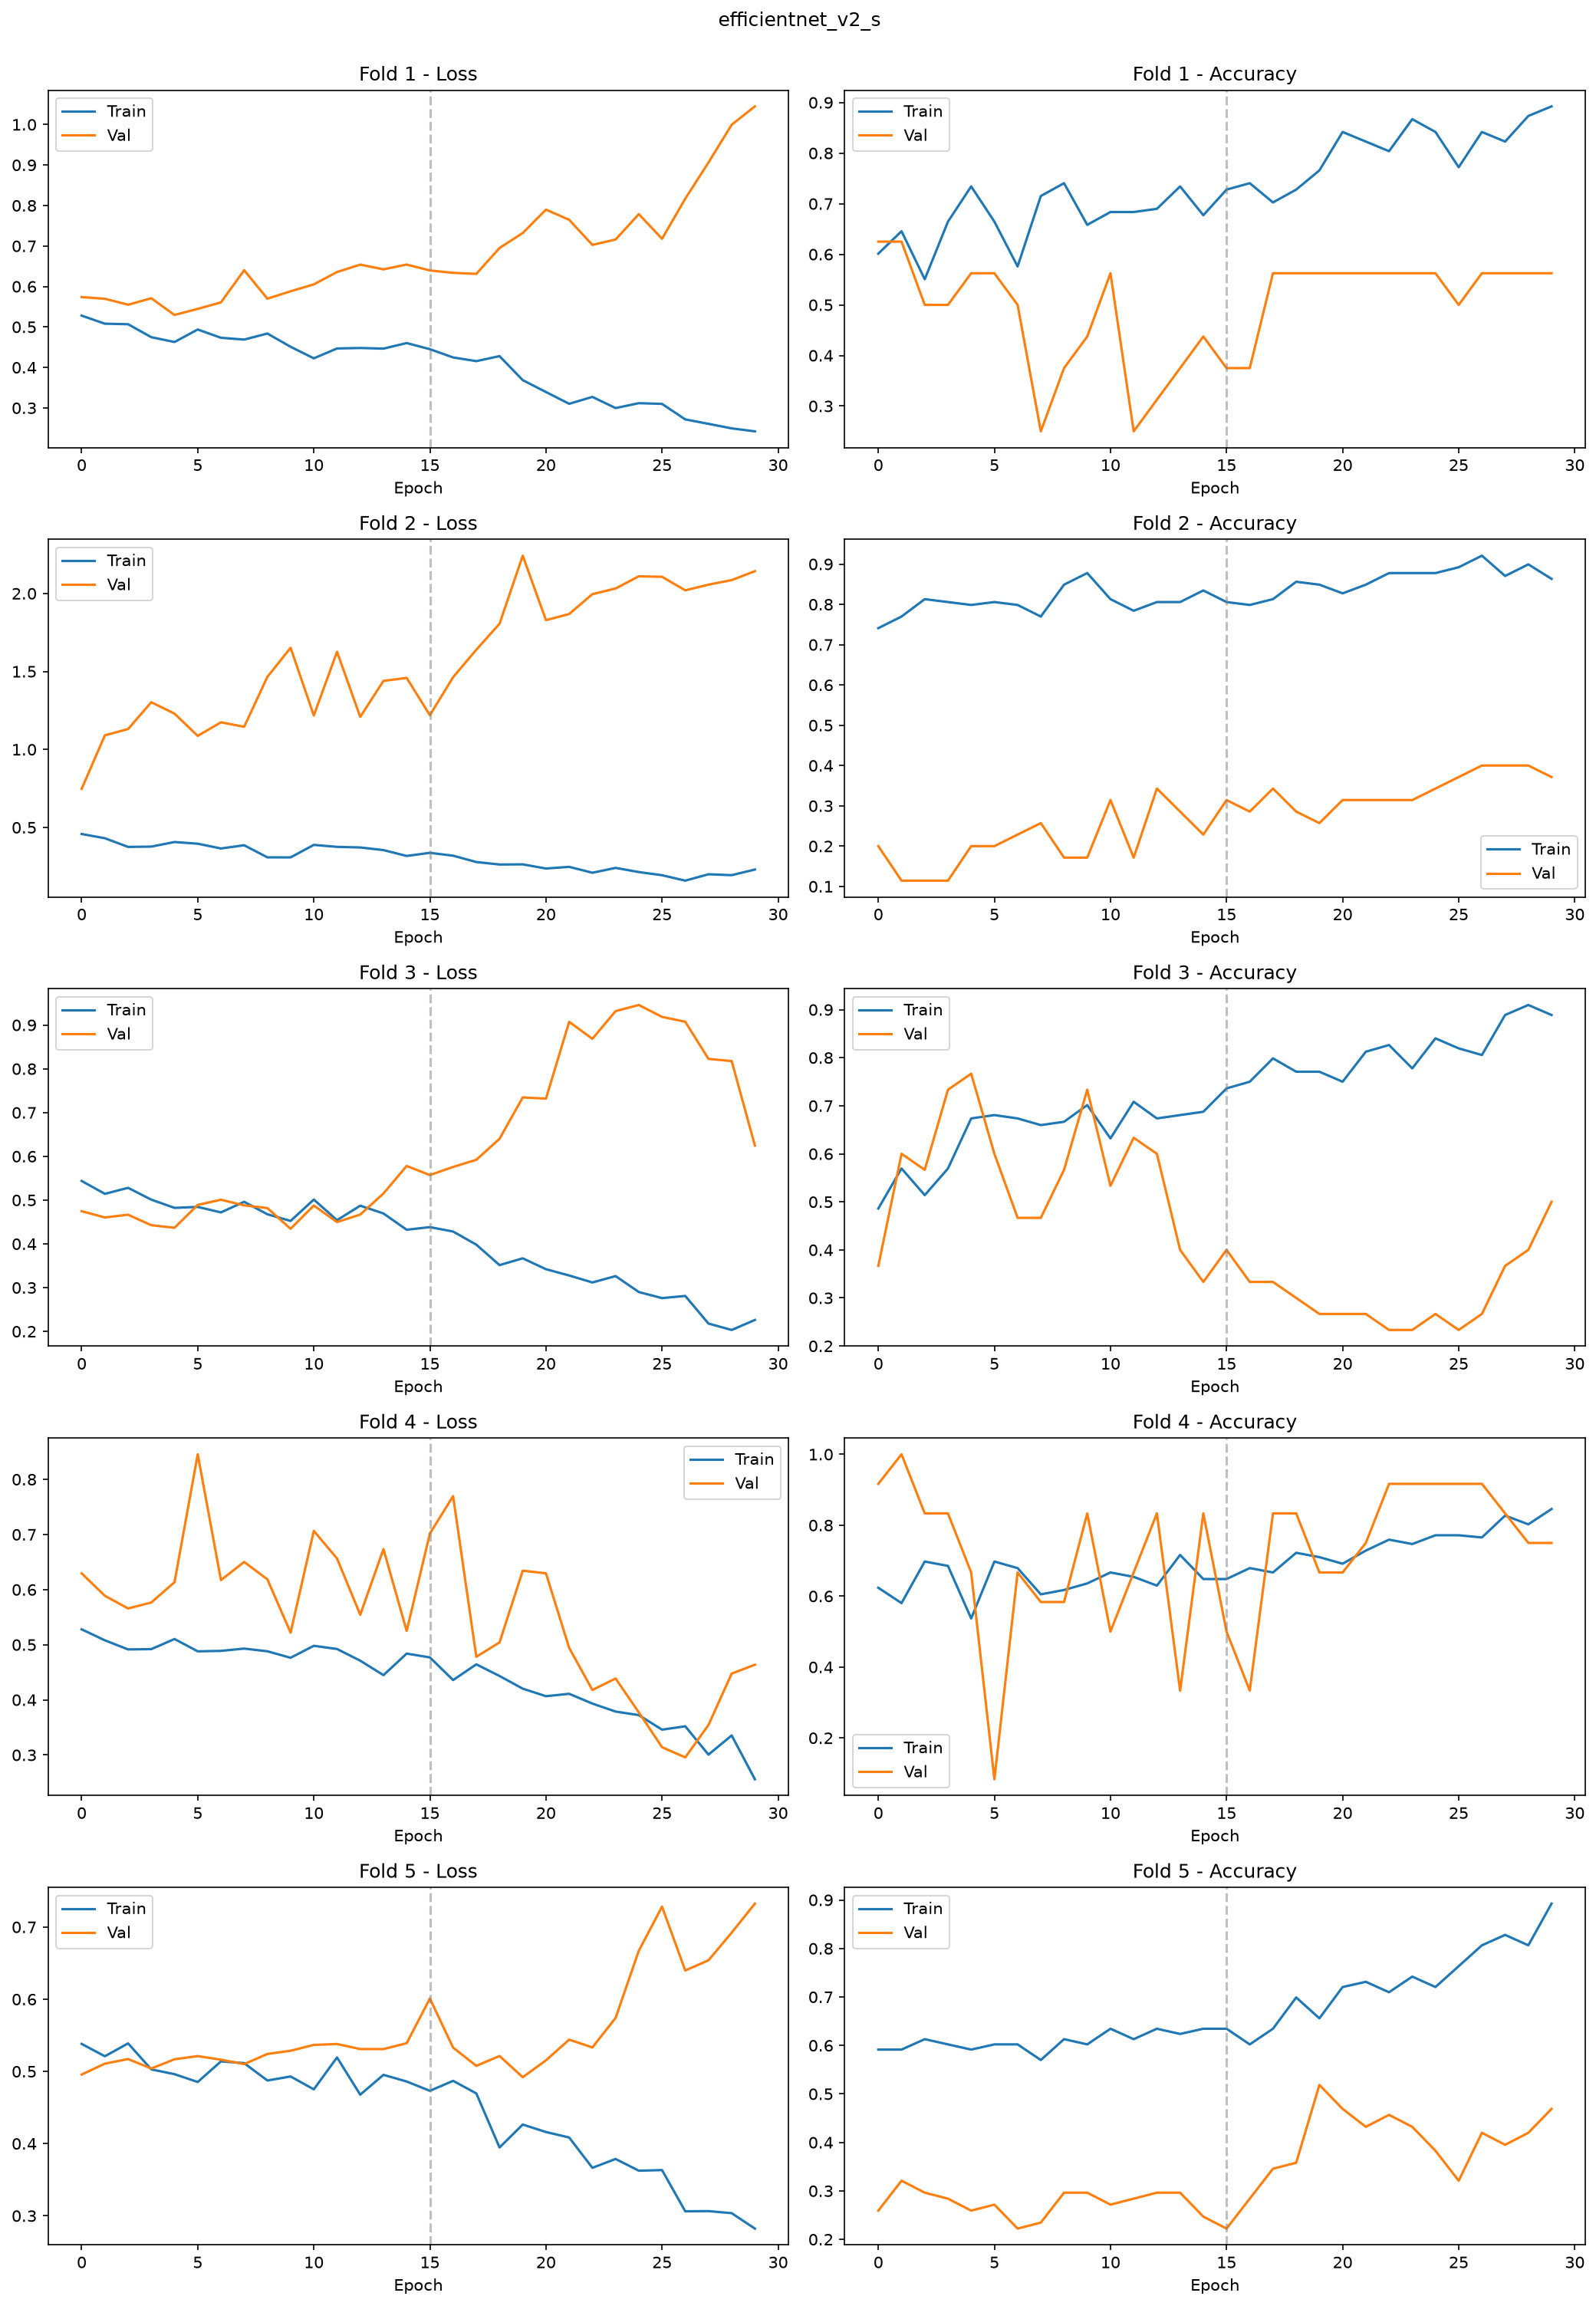 efficientnet_v2_s
Fold 1 - Loss
Train
Val
1.0
0.9
0.8
0.7
0.6
0.5
0.4
0.3
0 5 10 15 20 25 30
Epoch
Fold 1 - Accuracy
Train
Val
0.9
0.8
0.7
0.6
0.5
0.4
0.3
0 5 10 15 20 25 30
Epoch
Fold 2 - Loss
Train
Val
2.0
1.5
1.0
0.5
0 5 10 15 20 25 30
Epoch
Fold 2 - Accuracy
0.9
0.8
0.7
0.6
0.5
0.4
0.3
0.2
0.1
Train
Val
0 5 10 15 20 25 30
Epoch
Fold 3 - Loss
Train
Val
0.9
0.8
0.7
0.6
0.5
0.4
0.3
0.2
0 5 10 15 20 25 30
Epoch
Fold 3 - Accuracy
Train
Val
0.9
0.8
0.7
0.6
0.5
0.4
0.3
0.2
0 5 10 15 20 25 30
Epoch
Fold 4 - Loss
Train
Val
0.8
0.7
0.6
0.5
0.4
0.3
0 5 10 15 20 25 30
Epoch
Fold 4 - Accuracy
1.0
0.8
0.6
0.4
0.2
Train
Val
0 5 10 15 20 25 30
Epoch
Fold 5 - Loss
Train
Val
0.7
0.6
0.5
0.4
0.3
0 5 10 15 20 25 30
Epoch
Fold 5 - Accuracy
Train
Val
0.9
0.8
0.7
0.6
0.5
0.4
0.3
0.2
0 5 10 15 20 25 30
Epoch